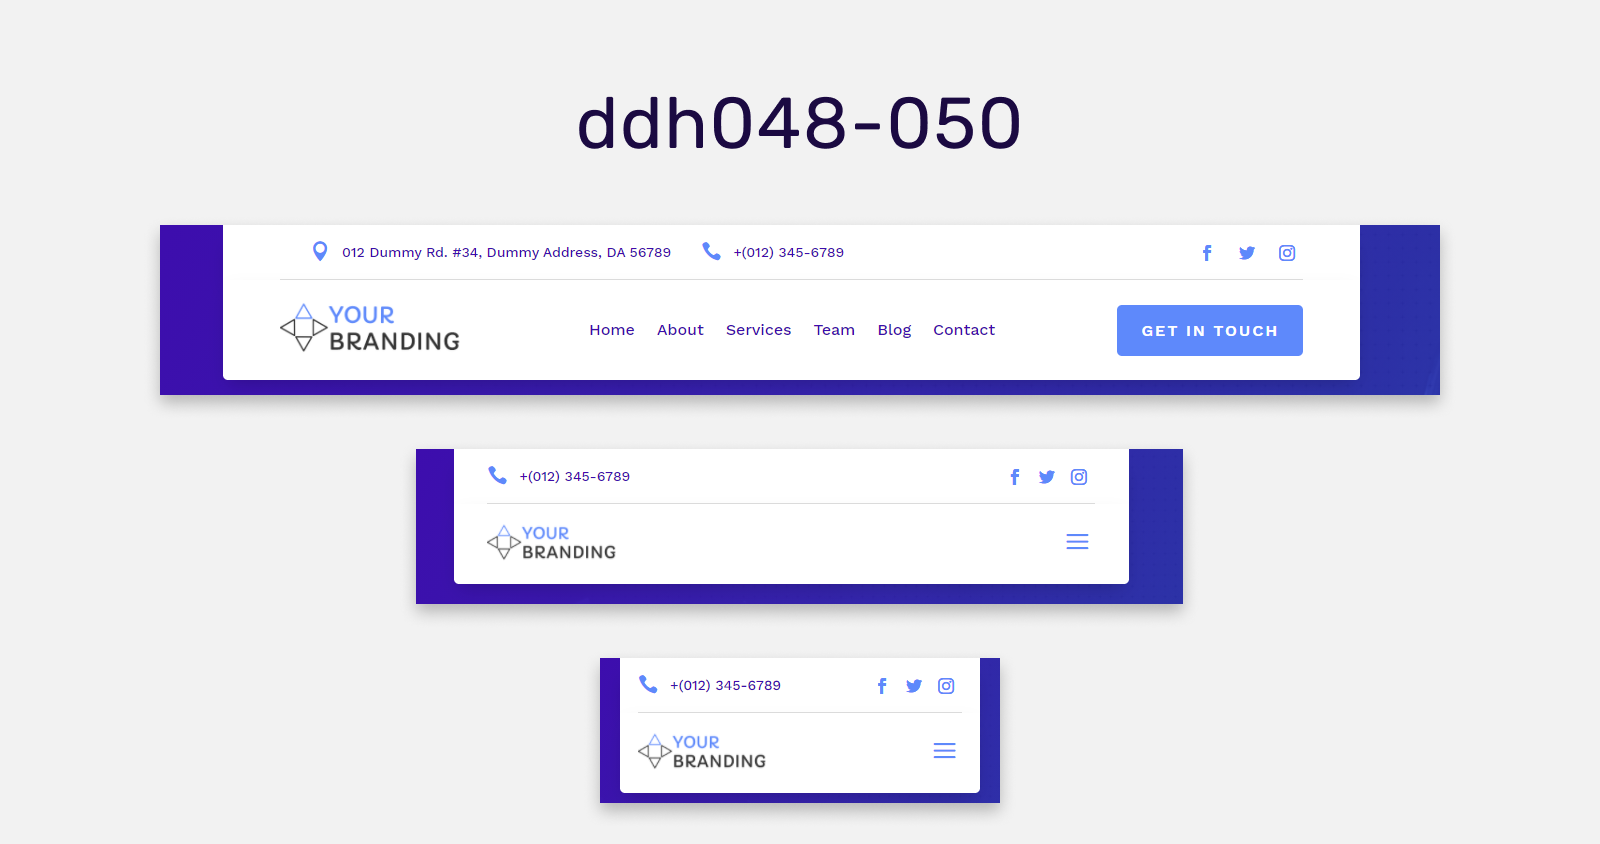 ddh048-050
012 Dummy Rd. #34, Dummy Address, DA 56789 +(012) 345-6789
YOUR
BRANDING
Home About Services Team Blog Contact
GET IN TOUCH
+(012) 345-6789
YOUR
BRANDING
+(012) 345-6789
YOUR
BRANDING